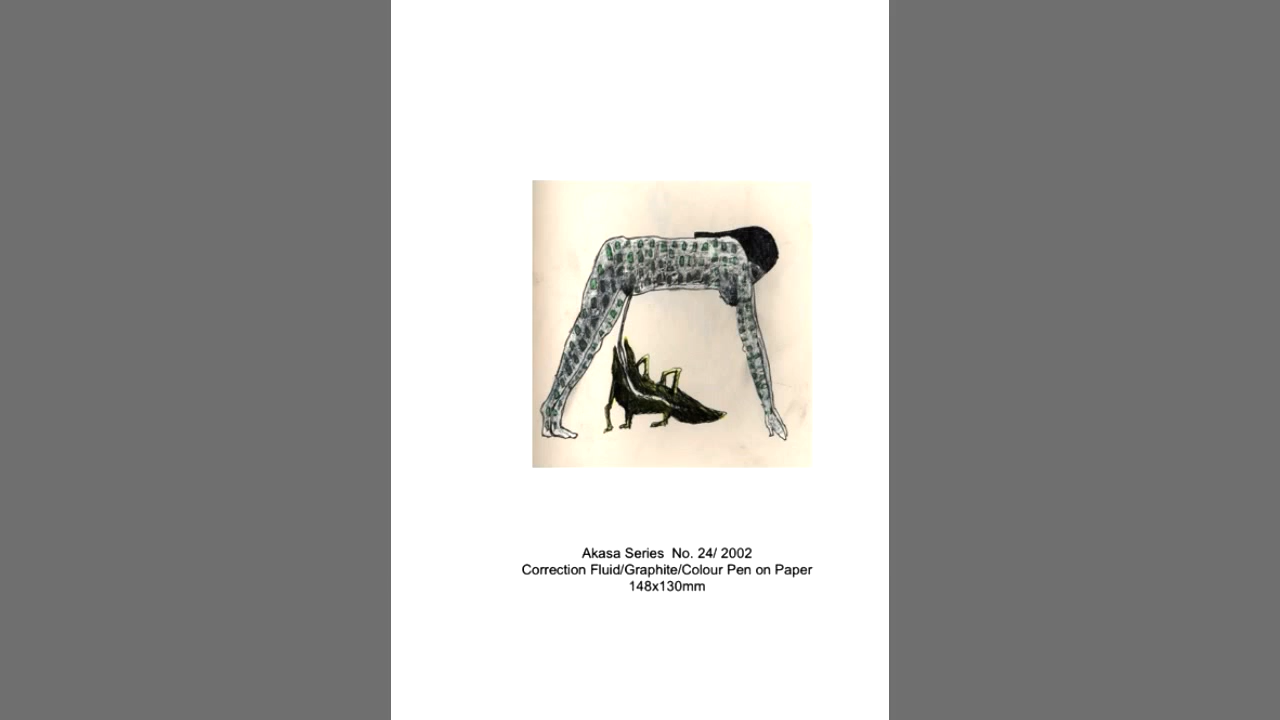 Akasa Series  No. 24/ 2002
Correction Fluid/Graphite/Colour Pen on Paper
148x130mm